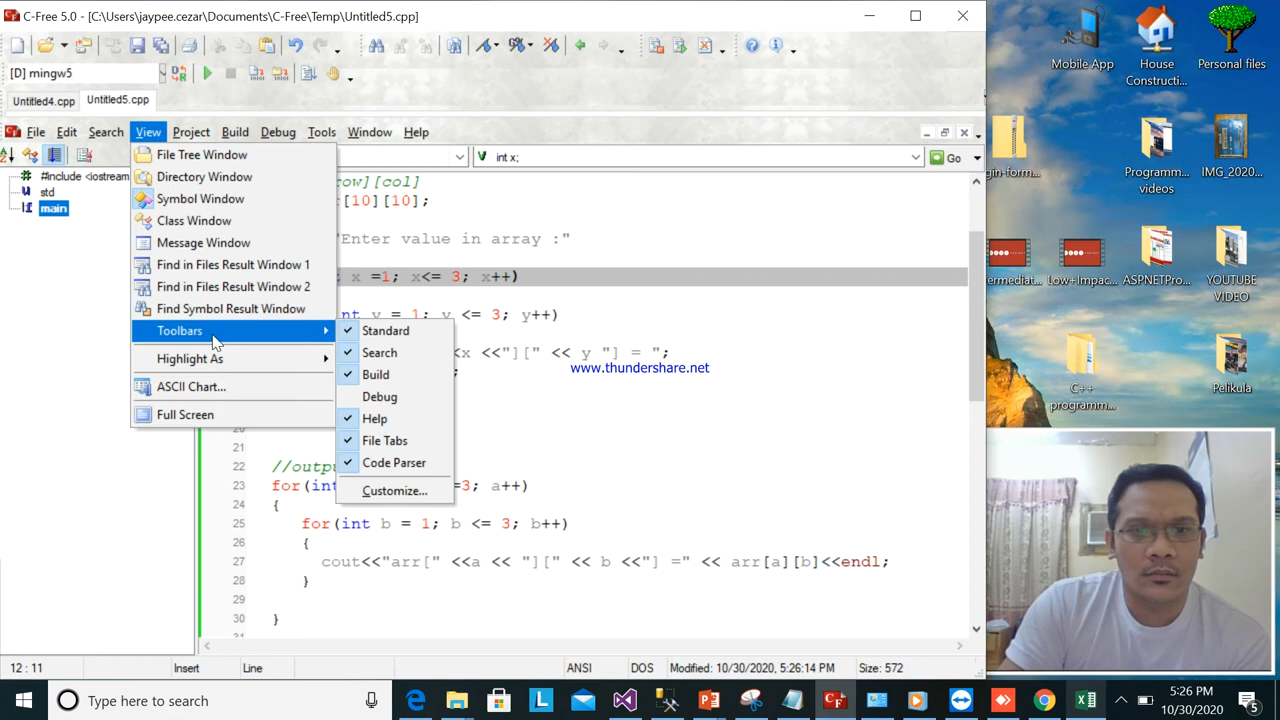 C-Free 5.0 - [C:\Users\jaypee.cezar\Documents\C-Free\Temp\Untitled5.cpp]
[D] mingw5
Untitled4.cpp
Untitled5.cpp
File Edit Search View Project Build Debug Tools Window Help
int x;
Go
#include <iostream
std
main
File Tree Window
Directory Window
Symbol Window
Class Window
Message Window
Find in Files Result Window 1
Find in Files Result Window 2
Find Symbol Result Window
Toolbars
Highlight As
ASCII Chart...
Full Screen
Standard
Search
Build
Debug
Help
File Tabs
Code Parser
Customize...
row][col]
r[10][10];
"Enter value in array :"
x =1; x<= 3; x++)
int y = 1; y <= 3; y++)
<x <<"][" << y "] = ";
www.thundershare.net
20
21
22 //outp
23 for(int =3; a++)
24 {
25 for(int b = 1; b <= 3; b++)
26 {
27 cout<<"arr[" <<a << "][" << b <<"] =" << arr[a][b]<<endl;
28 }
29
30 }
31
12 : 11 Insert Line ANSI DOS Modified: 10/30/2020, 5:26:14 PM Size: 572
Mobile App
House Constructi...
Personal files
gin-form...
Programm... videos
IMG_2020...
termediat...
Low+Impac...
ASPNETPro...
YOUTUBE VIDEO
C++ programm...
Pelikula
Type here to search
5:26 PM
10/30/2020
5